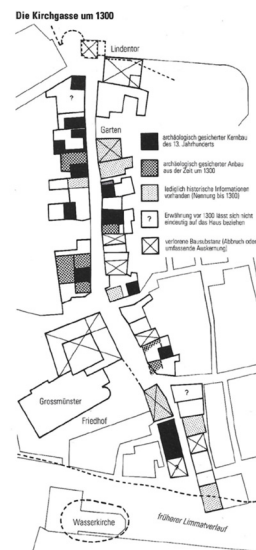 Die Kirchgasse um 1300
Lindentor
?
Garten
archäologisch gesicherter Kernbau
des 13. Jahrhunderts
archäologisch gesicherter Anbau
aus der Zeit um 1300
lediglich historische Informationen
vorhanden (Nennung bis 1300)
?
Erwähnung vor 1300 lässt sich nicht
eindeutig auf das Haus beziehen
verlorene Bausubstanz (Abbruch oder
umfassende Auskernung)
Grossmünster
Friedhof
?
Wasserkirche
früherer Limmatverlauf